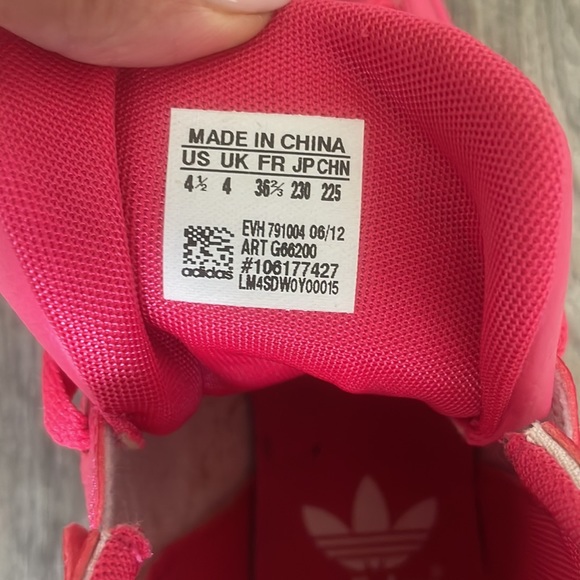 MADE IN CHINA
US UK FR JP CHN
4½ 4 36⅔ 230 225
EVH 791004 06/12
ART G66200
#106177427
LM4SDW0Y00015
adidas